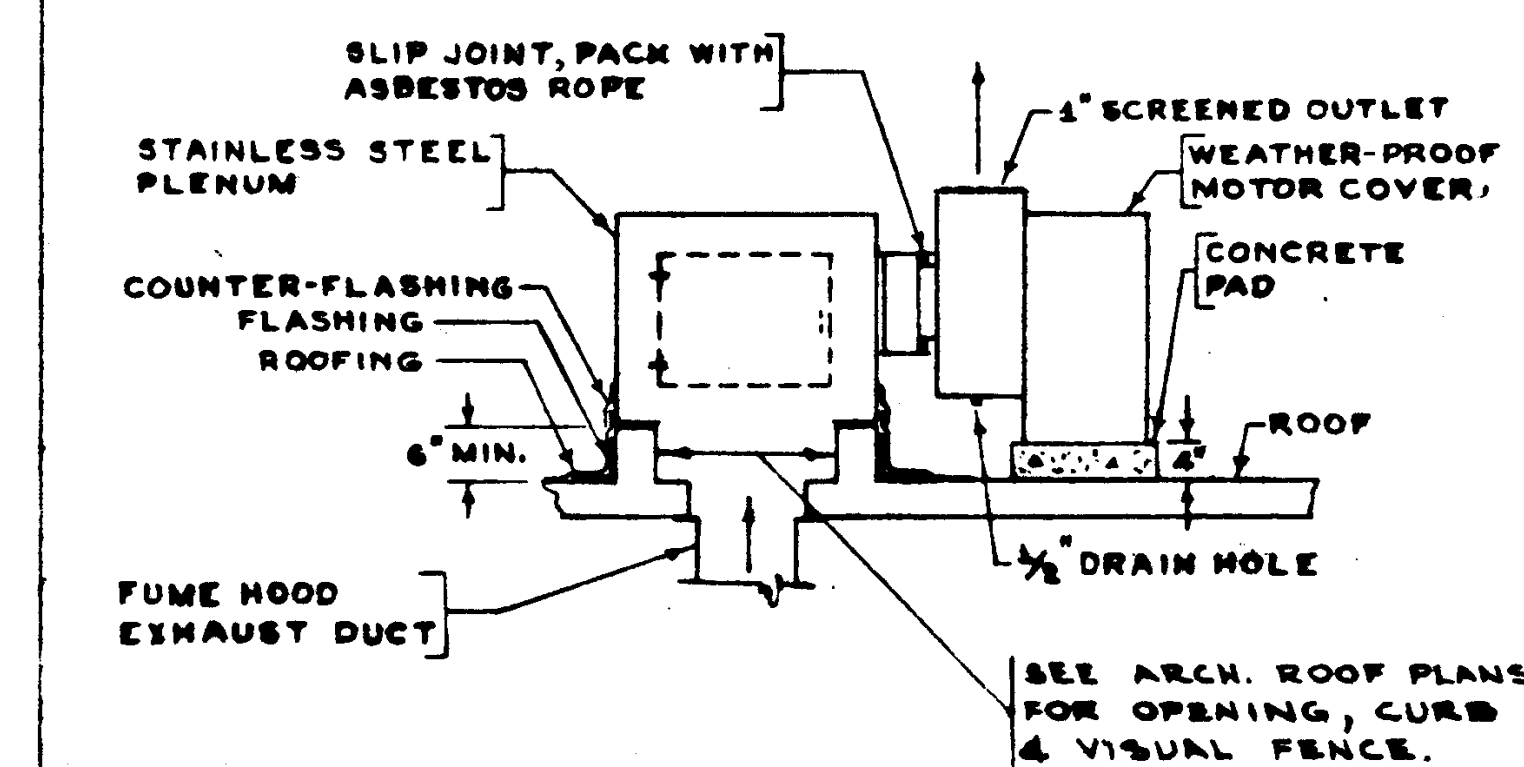 SLIP JOINT, PACK WITH
ASBESTOS ROPE
1" SCREENED OUTLET
STAINLESS STEEL
PLENUM
WEATHER-PROOF
MOTOR COVER,
CONCRETE
PAD
COUNTER-FLASHING
FLASHING
ROOFING
ROOF
6" MIN.
4"
1/2" DRAIN HOLE
FUME HOOD
EXHAUST DUCT
SEE ARCH. ROOF PLANS
FOR OPENING, CURB
& VISUAL FENCE.